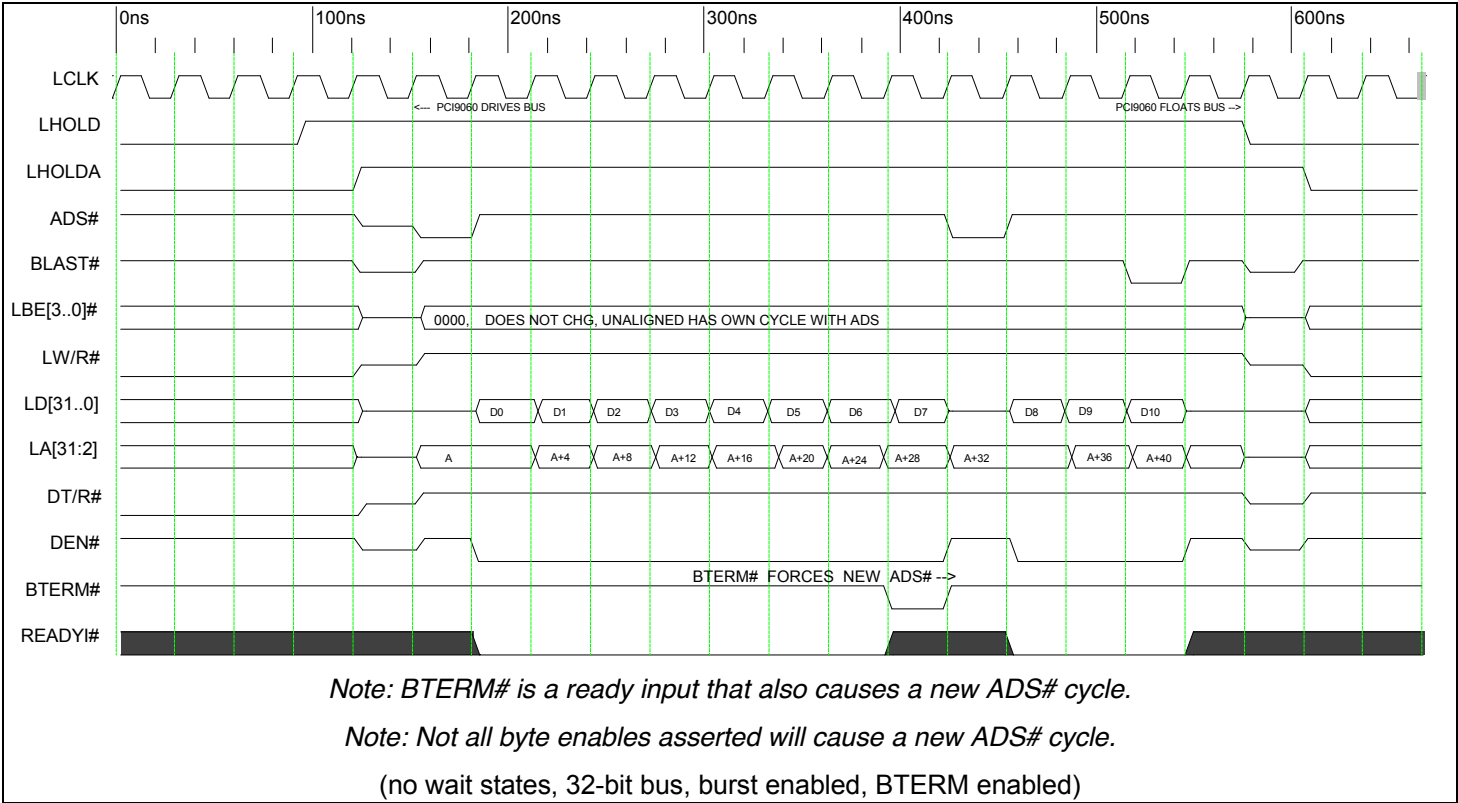 0ns 100ns 200ns 300ns 400ns 500ns 600ns
LCLK
<--- PCI9060 DRIVES BUS PCI9060 FLOATS BUS -->
LHOLD
LHOLDA
ADS#
BLAST#
LBE[3..0]# 0000, DOES NOT CHG, UNALIGNED HAS OWN CYCLE WITH ADS
LW/R#
LD[31..0] D0 D1 D2 D3 D4 D5 D6 D7 D8 D9 D10
LA[31:2] A A+4 A+8 A+12 A+16 A+20 A+24 A+28 A+32 A+36 A+40
DT/R#
DEN#
BTERM# FORCES NEW ADS# -->
BTERM#
READYI#
Note: BTERM# is a ready input that also causes a new ADS# cycle.
Note: Not all byte enables asserted will cause a new ADS# cycle.
(no wait states, 32-bit bus, burst enabled, BTERM enabled)